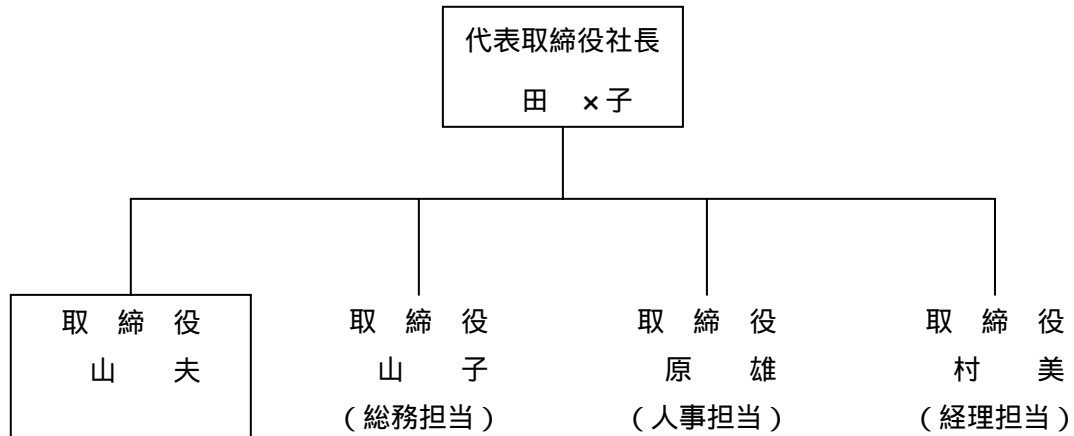 代表取締役社長
田 ×子
取 締 役
山 夫
取 締 役
山 子
(総務担当)
取 締 役
原 雄
(人事担当)
取 締 役
村 美
(経理担当)